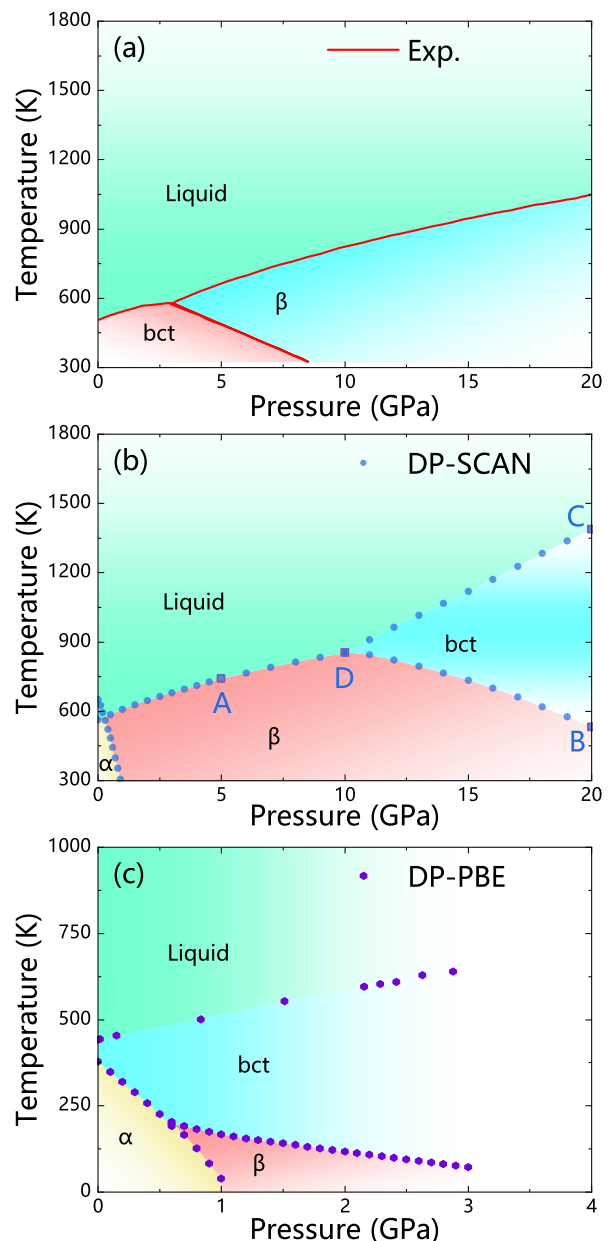 (a)
Exp.
1800
1500
1200
900
600
300
Temperature (K)
Liquid
β
bct
0
5
10
15
20
Pressure (GPa)
(b)
DP-SCAN
1800
1500
1200
900
600
300
Temperature (K)
C
Liquid
bct
A
D
β
B
α
0
5
10
15
20
Pressure (GPa)
(c)
DP-PBE
1000
750
500
250
0
Temperature (K)
Liquid
bct
α
β
0
1
2
3
4
Pressure (GPa)